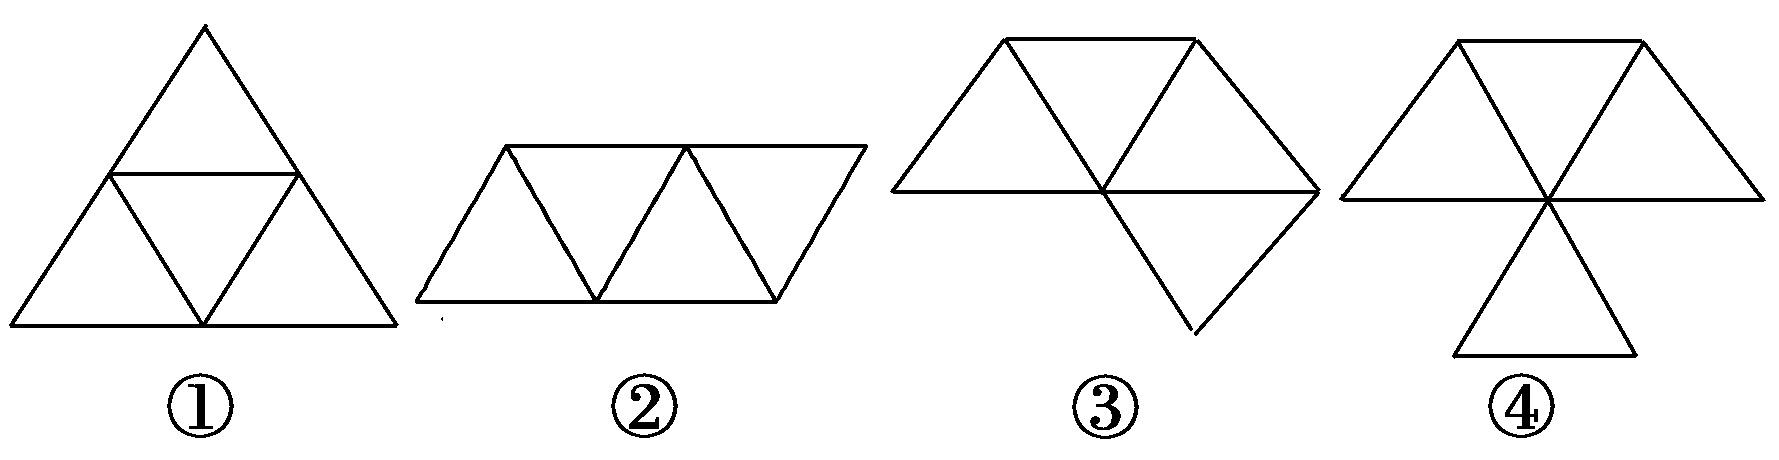 ① ② ③ ④